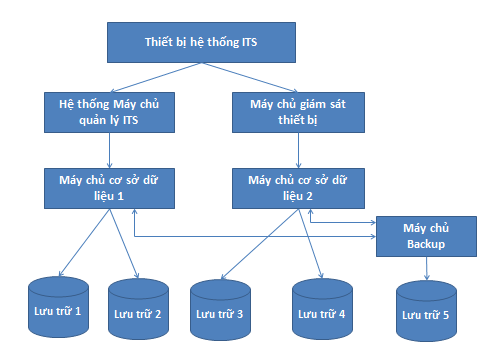 Thiết bị hệ thống ITS
Hệ thống Máy chủ
quản lý ITS
Máy chủ giám sát
thiết bị
Máy chủ cơ sở dữ
liệu 1
Máy chủ cơ sở dữ
liệu 2
Máy chủ
Backup
Lưu trữ 1
Lưu trữ 2
Lưu trữ 3
Lưu trữ 4
Lưu trữ 5